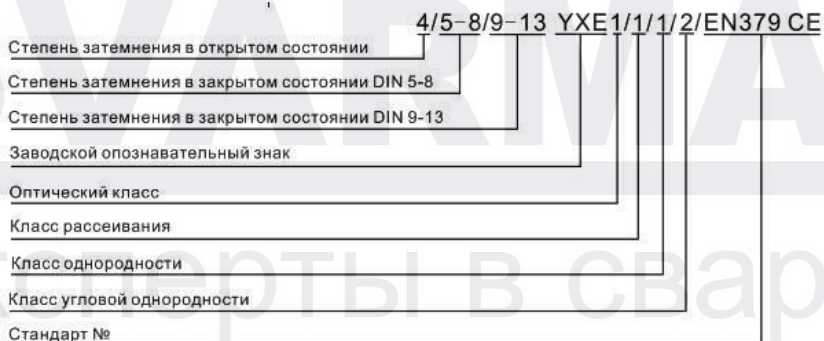 4/5-8/9-13 YXE1/1/1/2/EN379 CE
Степень затемнения в открытом состоянии
Степень затемнения в закрытом состоянии DIN 5-8
Степень затемнения в закрытом состоянии DIN 9-13
Заводской опознавательный знак
Оптический класс
Класс рассеивания
Класс однородности
Класс угловой однородности
Стандарт №
VARMA
ксперты в свар